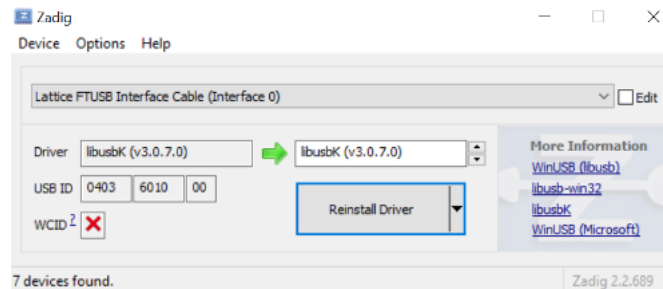 Zadig
Device Options Help
Lattice FTUSB Interface Cable (Interface 0)
Edit
Driver libusbK (v3.0.7.0) libusbK (v3.0.7.0)
USB ID 0403 6010 00
WCID ?
Reinstall Driver
More Information
WinUSB (libusb)
libusb-win32
libusbK
WinUSB (Microsoft)
7 devices found.
Zadig 2.2.689